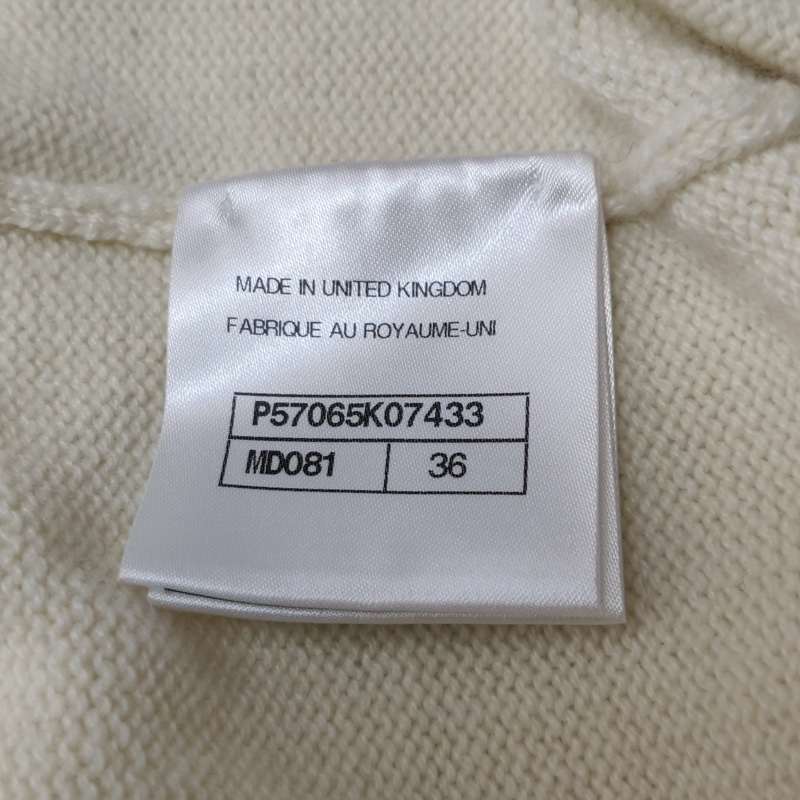 MADE IN UNITED KINGDOM
FABRIQUE AU ROYAUME-UNI
P57065K07433
MD081 36